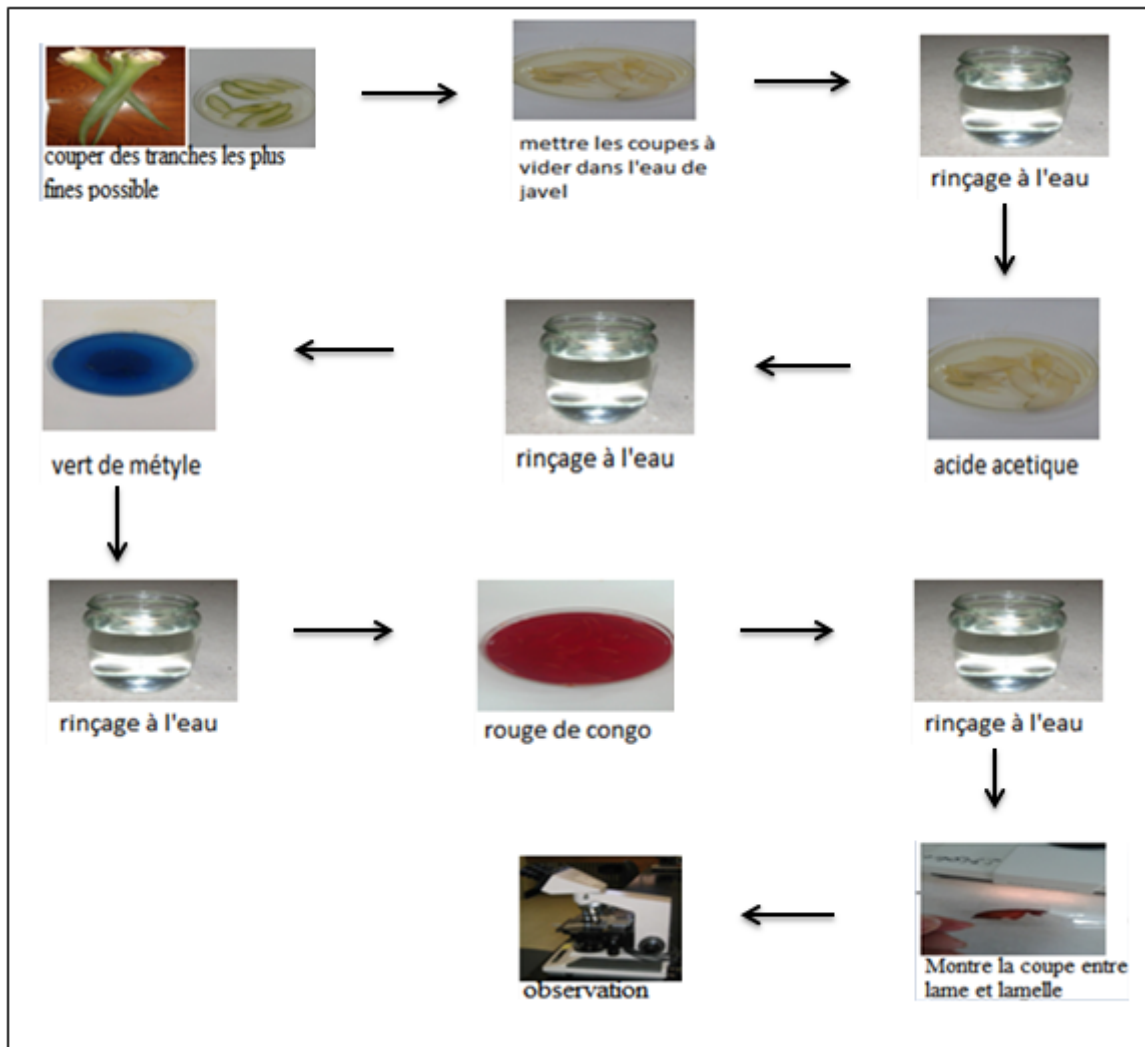 couper des tranches les plus
fines possible
mettre les coupes à
vider dans l'eau de
javel
rinçage à l'eau
acide acetique
rinçage à l'eau
vert de métyle
rinçage à l'eau
rouge de congo
rinçage à l'eau
Montre la coupe entre
lame et lamelle
observation